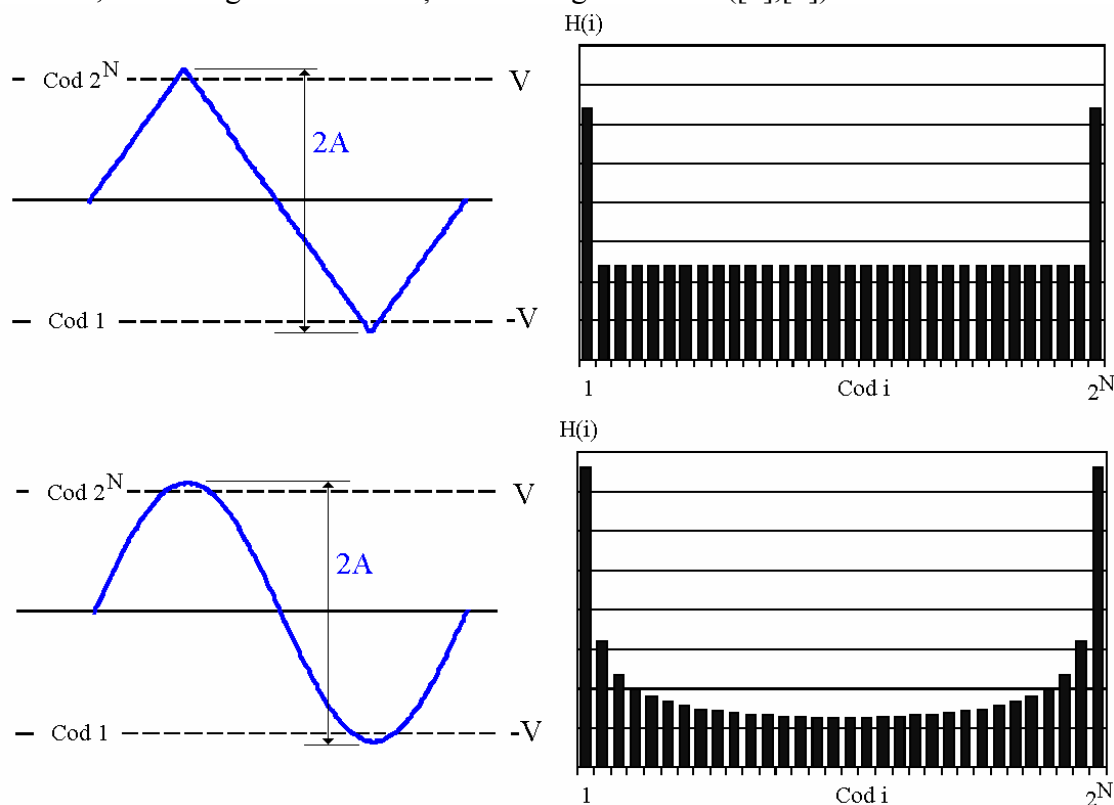 H(i)
Cod 2^N
V
2A
Cod 1
-V
1
Cod i
2^N
H(i)
Cod 2^N
V
2A
Cod 1
-V
1
Cod i
2^N